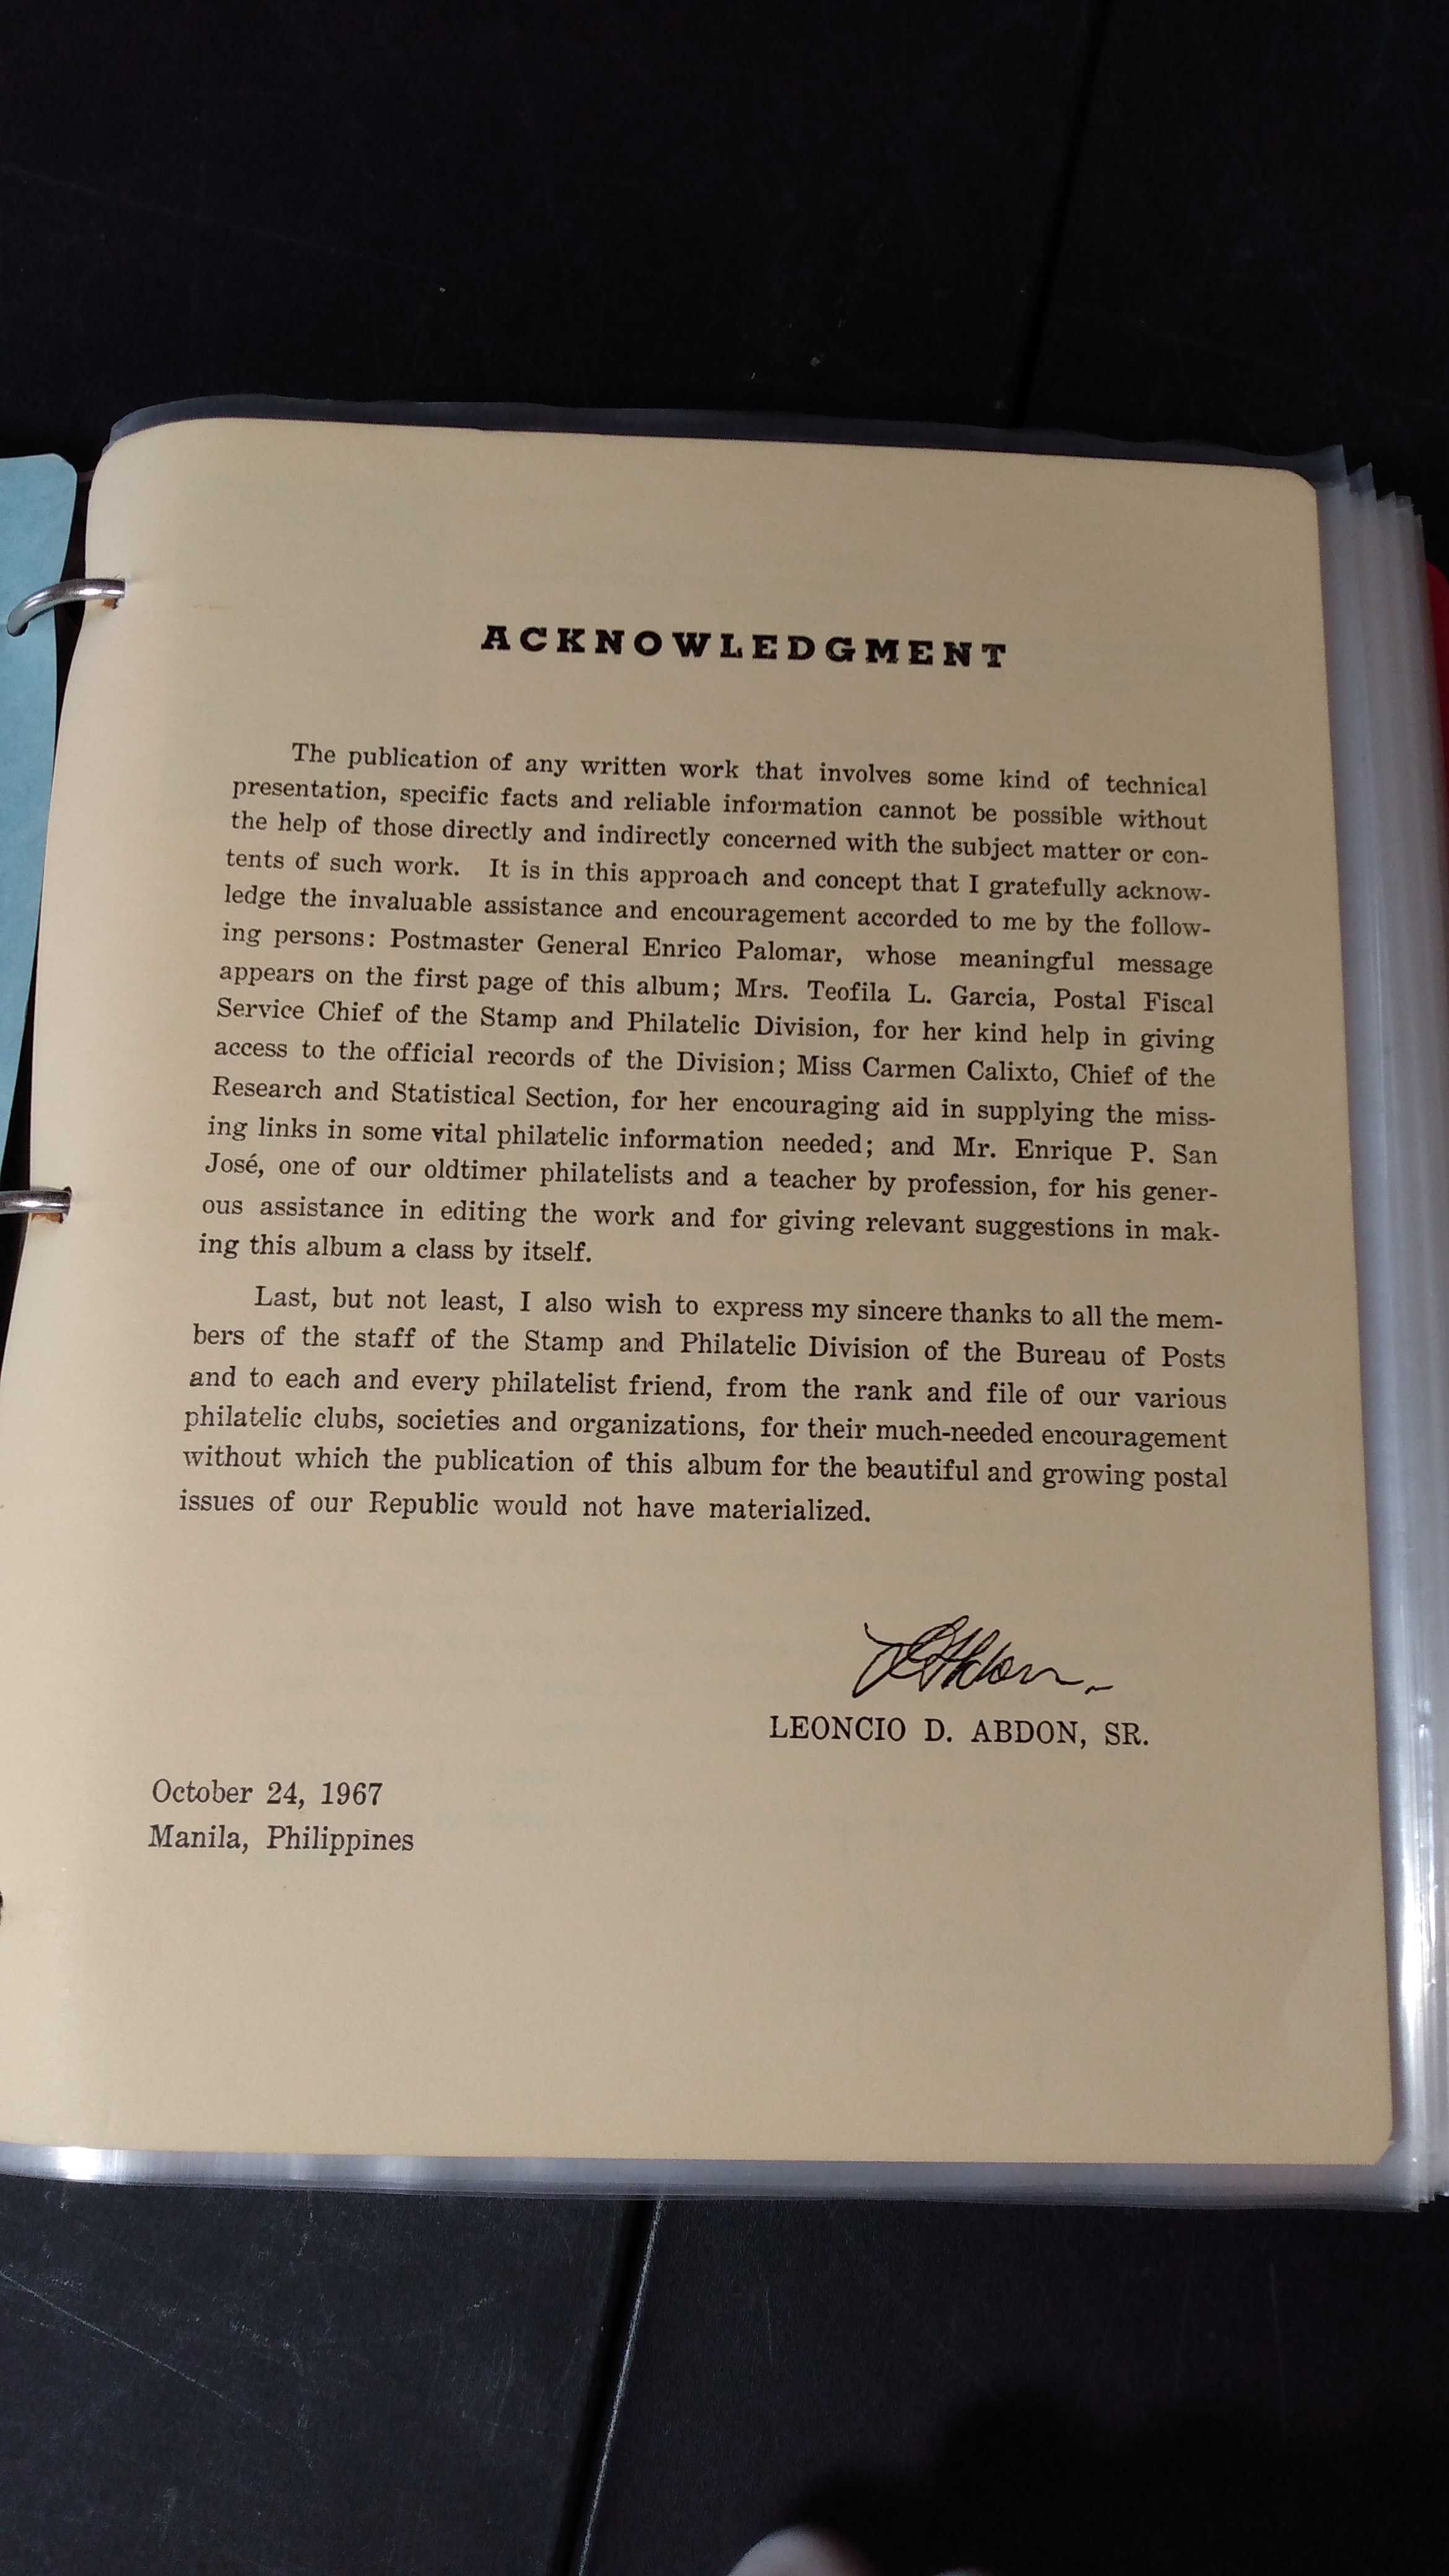 ACKNOWLEDGMENT
The publication of any written work that involves some kind of technical
presentation, specific facts and reliable information cannot be possible without
the help of those directly and indirectly concerned with the subject matter or con-
tents of such work. It is in this approach and concept that I gratefully acknow-
ledge the invaluable assistance and encouragement accorded to me by the follow-
ing persons: Postmaster General Enrico Palomar, whose meaningful message
appears on the first page of this album; Mrs. Teofila L. Garcia, Postal Fiscal
Service Chief of the Stamp and Philatelic Division, for her kind help in giving
access to the official records of the Division; Miss Carmen Calixto, Chief of the
Research and Statistical Section, for her encouraging aid in supplying the miss-
ing links in some vital philatelic information needed; and Mr. Enrique P. San
José, one of our oldtimer philatelists and a teacher by profession, for his gener-
ous assistance in editing the work and for giving relevant suggestions in mak-
ing this album a class by itself.
Last, but not least, I also wish to express my sincere thanks to all the mem-
bers of the staff of the Stamp and Philatelic Division of the Bureau of Posts
and to each and every philatelist friend, from the rank and file of our various
philatelic clubs, societies and organizations, for their much-needed encouragement
without which the publication of this album for the beautiful and growing postal
issues of our Republic would not have materialized.
LEONCIO D. ABDON, SR.
October 24, 1967
Manila, Philippines